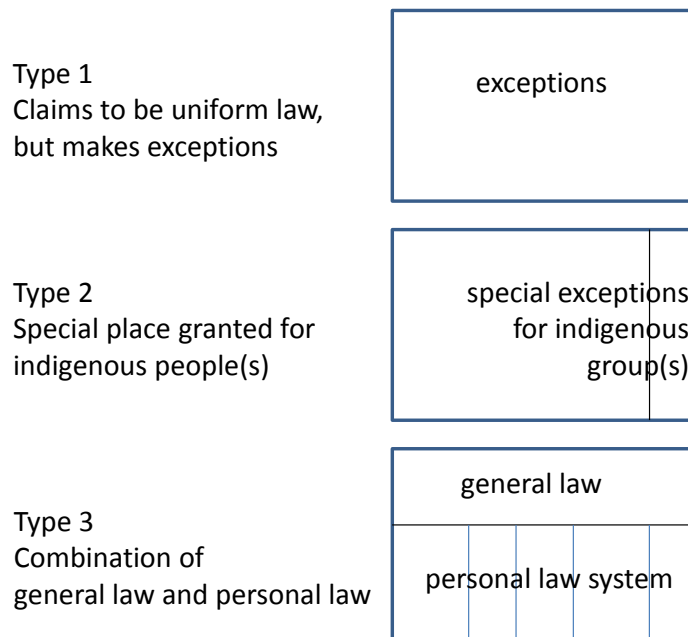 Type 1
Claims to be uniform law,
but makes exceptions
exceptions
Type 2
Special place granted for
indigenous people(s)
special exceptions
for indigenous
group(s)
Type 3
Combination of
general law and personal law
general law
personal law system